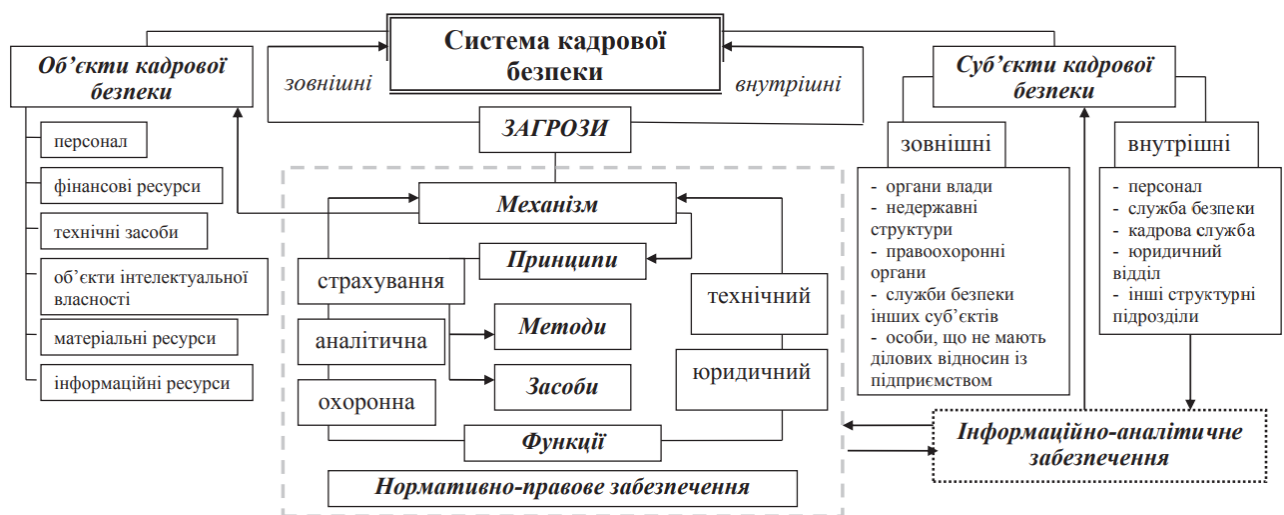 Система кадрової
безпеки
Об’єкти кадрової
безпеки
персонал
фінансові ресурси
технічні засоби
об’єкти інтелектуальної
власності
матеріальні ресурси
інформаційні ресурси
зовнішні
внутрішні
ЗАГРОЗИ
Механізм
Принципи
Методи
Засоби
Функції
страхування
аналітична
охоронна
технічний
юридичний
Нормативно-правове забезпечення
Суб’єкти кадрової
безпеки
зовнішні
- органи влади
- недержавні
структури
- правоохоронні
органи
- служби безпеки
інших суб’єктів
- особи, що не мають
ділових відносин із
підприємством
внутрішні
- персонал
- служба безпеки
- кадрова служба
- юридичний
відділ
- інші структурні
підрозділи
Інформаційно-аналітичне
забезпечення